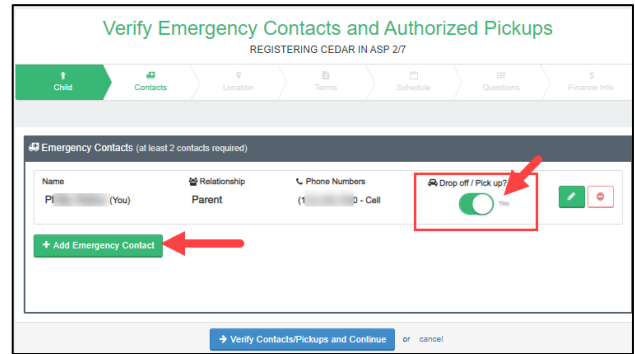 Verify Emergency Contacts and Authorized Pickups
REGISTERING CEDAR IN ASP 2/7
Child Contacts Location Terms Schedule Questions Finance Info
Emergency Contacts (at least 2 contacts required)
Name Relationship Phone Numbers Drop off / Pick up?
(You) Parent (1 0 - Cell Yes
+ Add Emergency Contact
Verify Contacts/Pickups and Continue or cancel